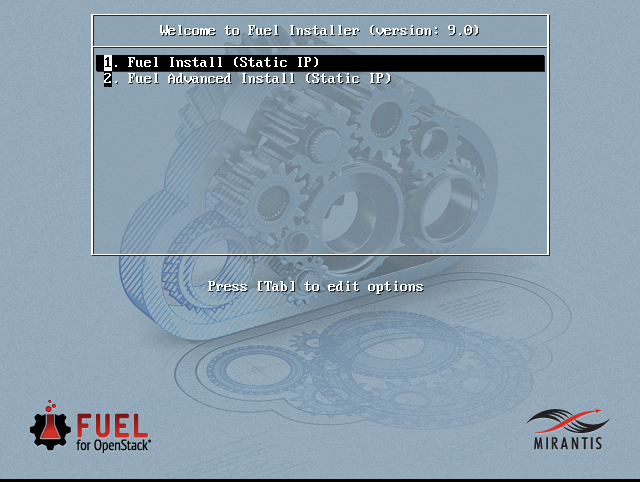 Welcome to Fuel Installer (version: 9.0)
1. Fuel Install (Static IP)
2. Fuel Advanced Install (Static IP)
Press [Tab] to edit options
FUEL
for OpenStack
MIRANTIS